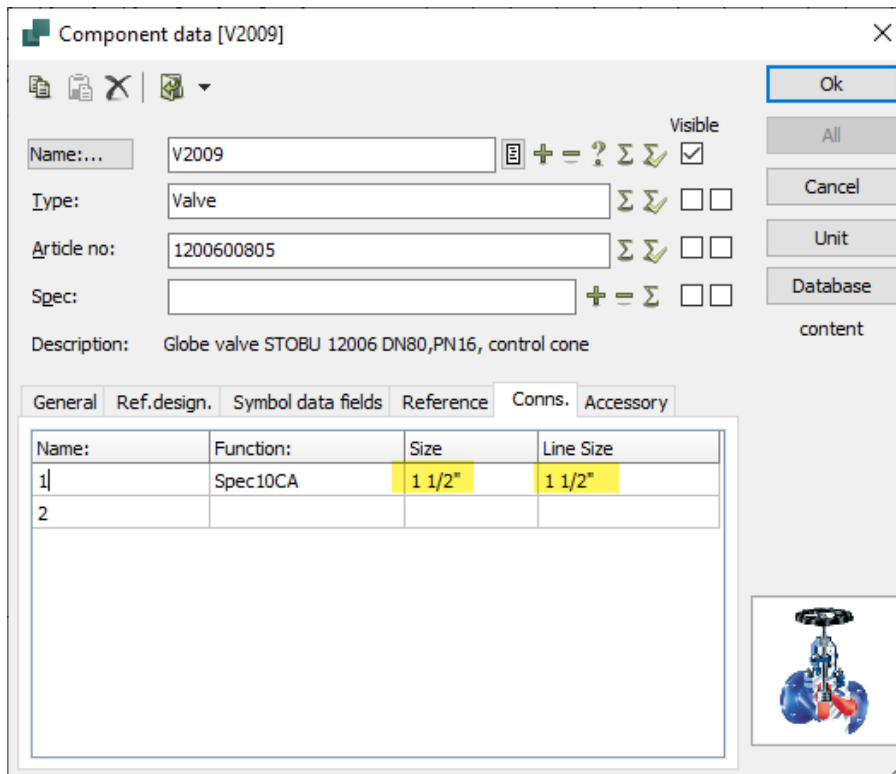 Component data [V2009]
Ok
Visible
All
Name:... V2009
Cancel
Type: Valve
Unit
Article no: 1200600805
Database
Spec:
content
Description: Globe valve STOBU 12006 DN80,PN16, control cone
General Ref.design. Symbol data fields Reference Conns. Accessory
Name: Function: Size Line Size
1 Spec10CA 1 1/2" 1 1/2"
2